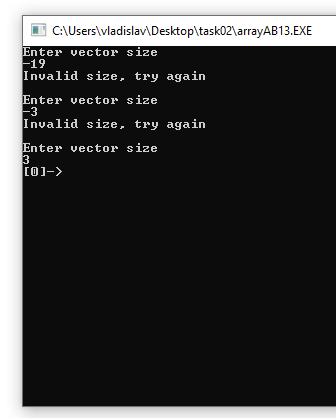 C:\Users\vladislav\Desktop\task02\arrayAB13.EXE
Enter vector size
-19
Invalid size, try again
Enter vector size
-3
Invalid size, try again
Enter vector size
3
[0]->